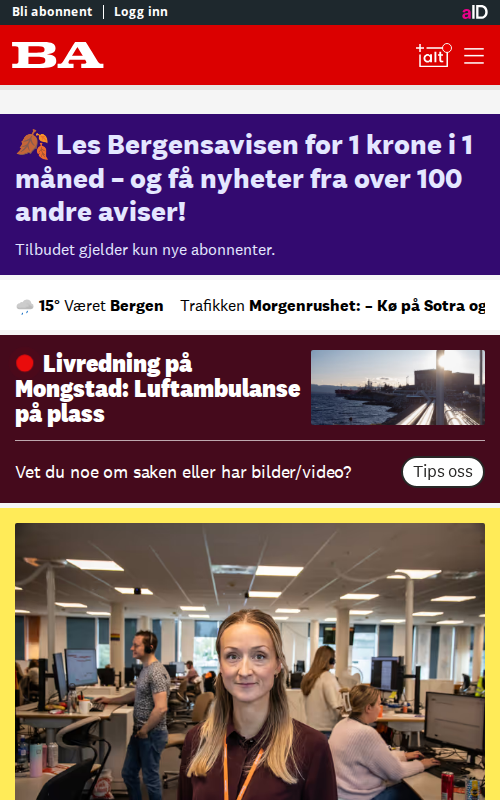 Bli abonnent | Logg inn
aID
BA
+alt
🍂 Les Bergensavisen for 1 krone i 1
måned – og få nyheter fra over 100
andre aviser!
Tilbudet gjelder kun nye abonnenter.
15° Været Bergen Trafikken Morgenrushet: – Kø på Sotra og
Livredning på
Mongstad: Luftambulanse
på plass
Vet du noe om saken eller har bilder/video?
Tips oss